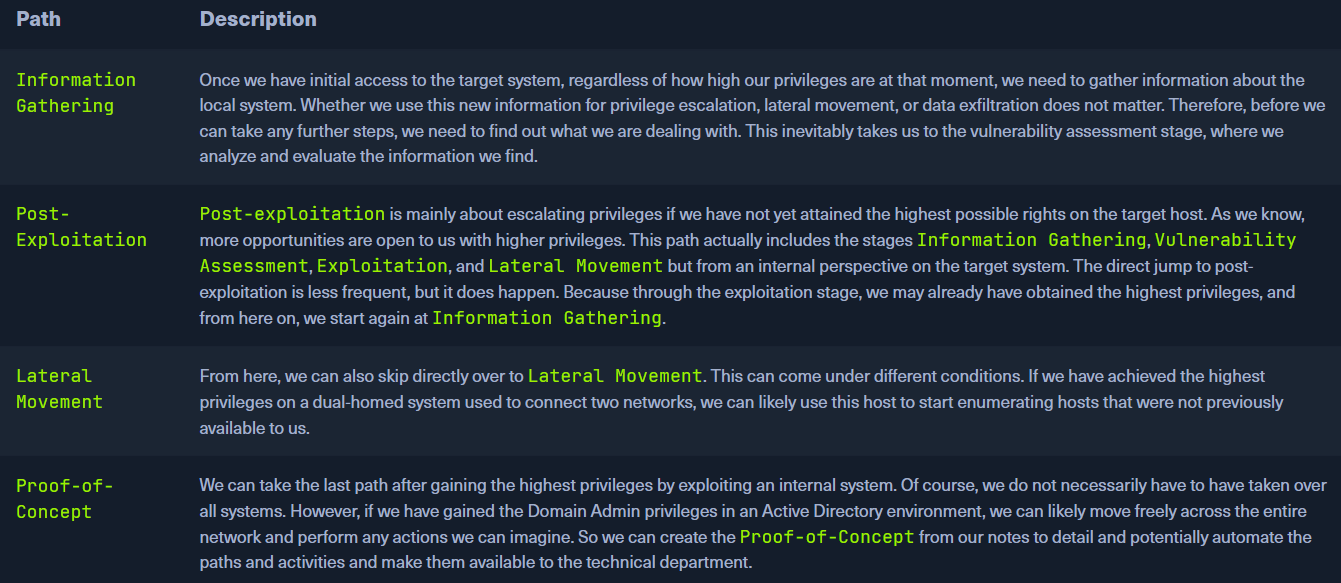 Path Description
Information Gathering
Once we have initial access to the target system, regardless of how high our privileges are at that moment, we need to gather information about the
local system. Whether we use this new information for privilege escalation, lateral movement, or data exfiltration does not matter. Therefore, before we
can take any further steps, we need to find out what we are dealing with. This inevitably takes us to the vulnerability assessment stage, where we
analyze and evaluate the information we find.
Post-
Exploitation
Post-exploitation is mainly about escalating privileges if we have not yet attained the highest possible rights on the target host. As we know,
more opportunities are open to us with higher privileges. This path actually includes the stages Information Gathering, Vulnerability
Assessment, Exploitation, and Lateral Movement but from an internal perspective on the target system. The direct jump to post-
exploitation is less frequent, but it does happen. Because through the exploitation stage, we may already have obtained the highest privileges, and
from here on, we start again at Information Gathering.
Lateral
Movement
From here, we can also skip directly over to Lateral Movement. This can come under different conditions. If we have achieved the highest
privileges on a dual-homed system used to connect two networks, we can likely use this host to start enumerating hosts that were not previously
available to us.
Proof-of-
Concept
We can take the last path after gaining the highest privileges by exploiting an internal system. Of course, we do not necessarily have to have taken over
all systems. However, if we have gained the Domain Admin privileges in an Active Directory environment, we can likely move freely across the entire
network and perform any actions we can imagine. So we can create the Proof-of-Concept from our notes to detail and potentially automate the
paths and activities and make them available to the technical department.